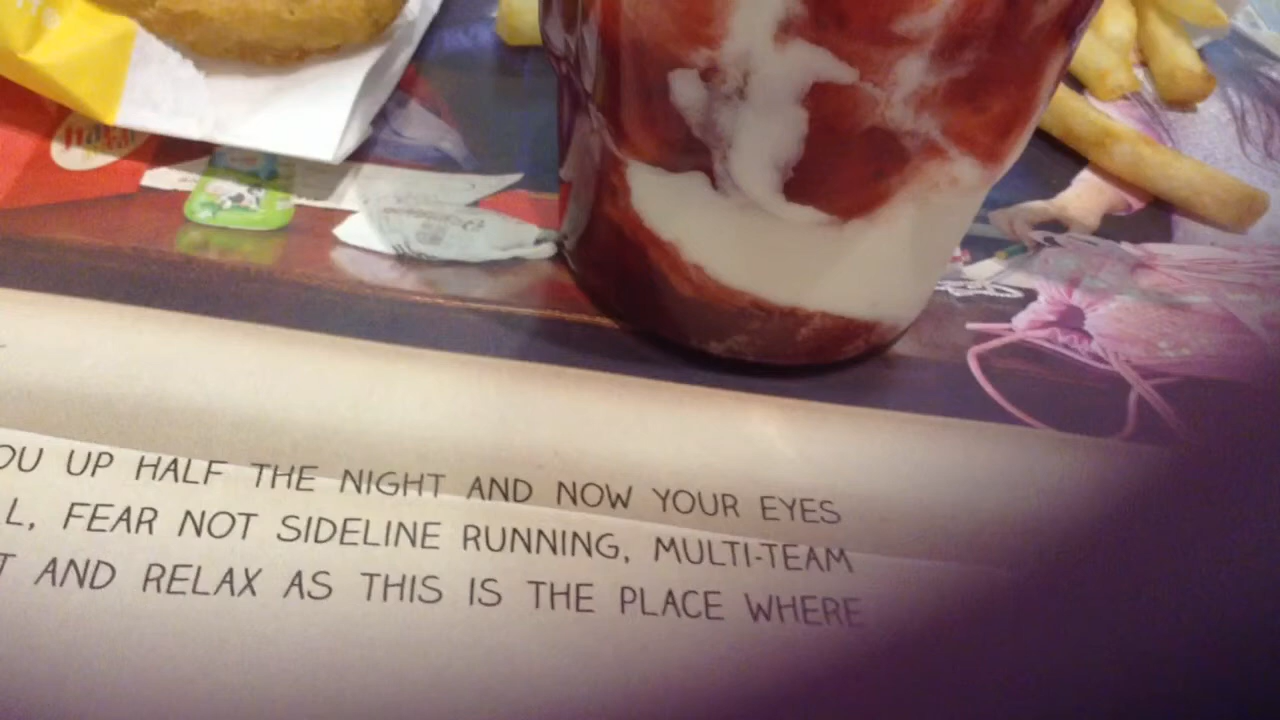 UP HALF THE NIGHT AND NOW YOUR EYES
FEAR NOT SIDELINE RUNNING, MULTI-TEAM
AND RELAX AS THIS IS THE PLACE WHERE